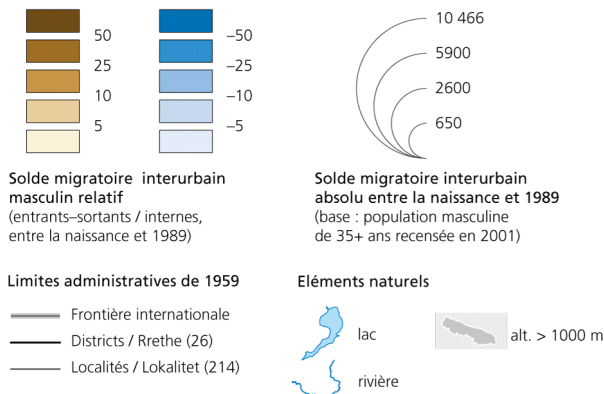 50
25
10
5
–50
–25
–10
–5
10 466
5900
2600
650
Solde migratoire interurbain
masculin relatif
(entrants–sortants / internes,
entre la naissance et 1989)
Solde migratoire interurbain
absolu entre la naissance et 1989
(base : population masculine
de 35+ ans recensée en 2001)
Limites administratives de 1959
Frontière internationale
Districts / Rrethe (26)
Localités / Lokalitet (214)
Eléments naturels
lac
alt. > 1000 m
rivière